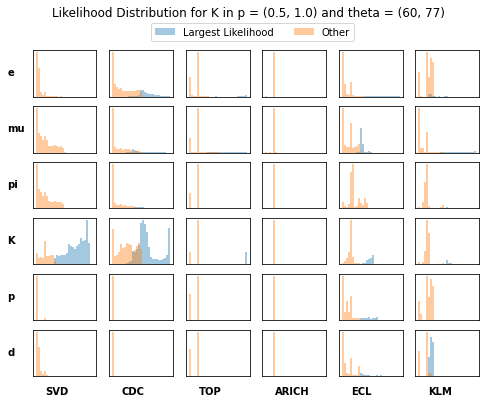 Likelihood Distribution for K in p = (0.5, 1.0) and theta = (60, 77)
Largest Likelihood Other
e
mu
pi
K
p
d
SVD CDC TOP ARICH ECL KLM